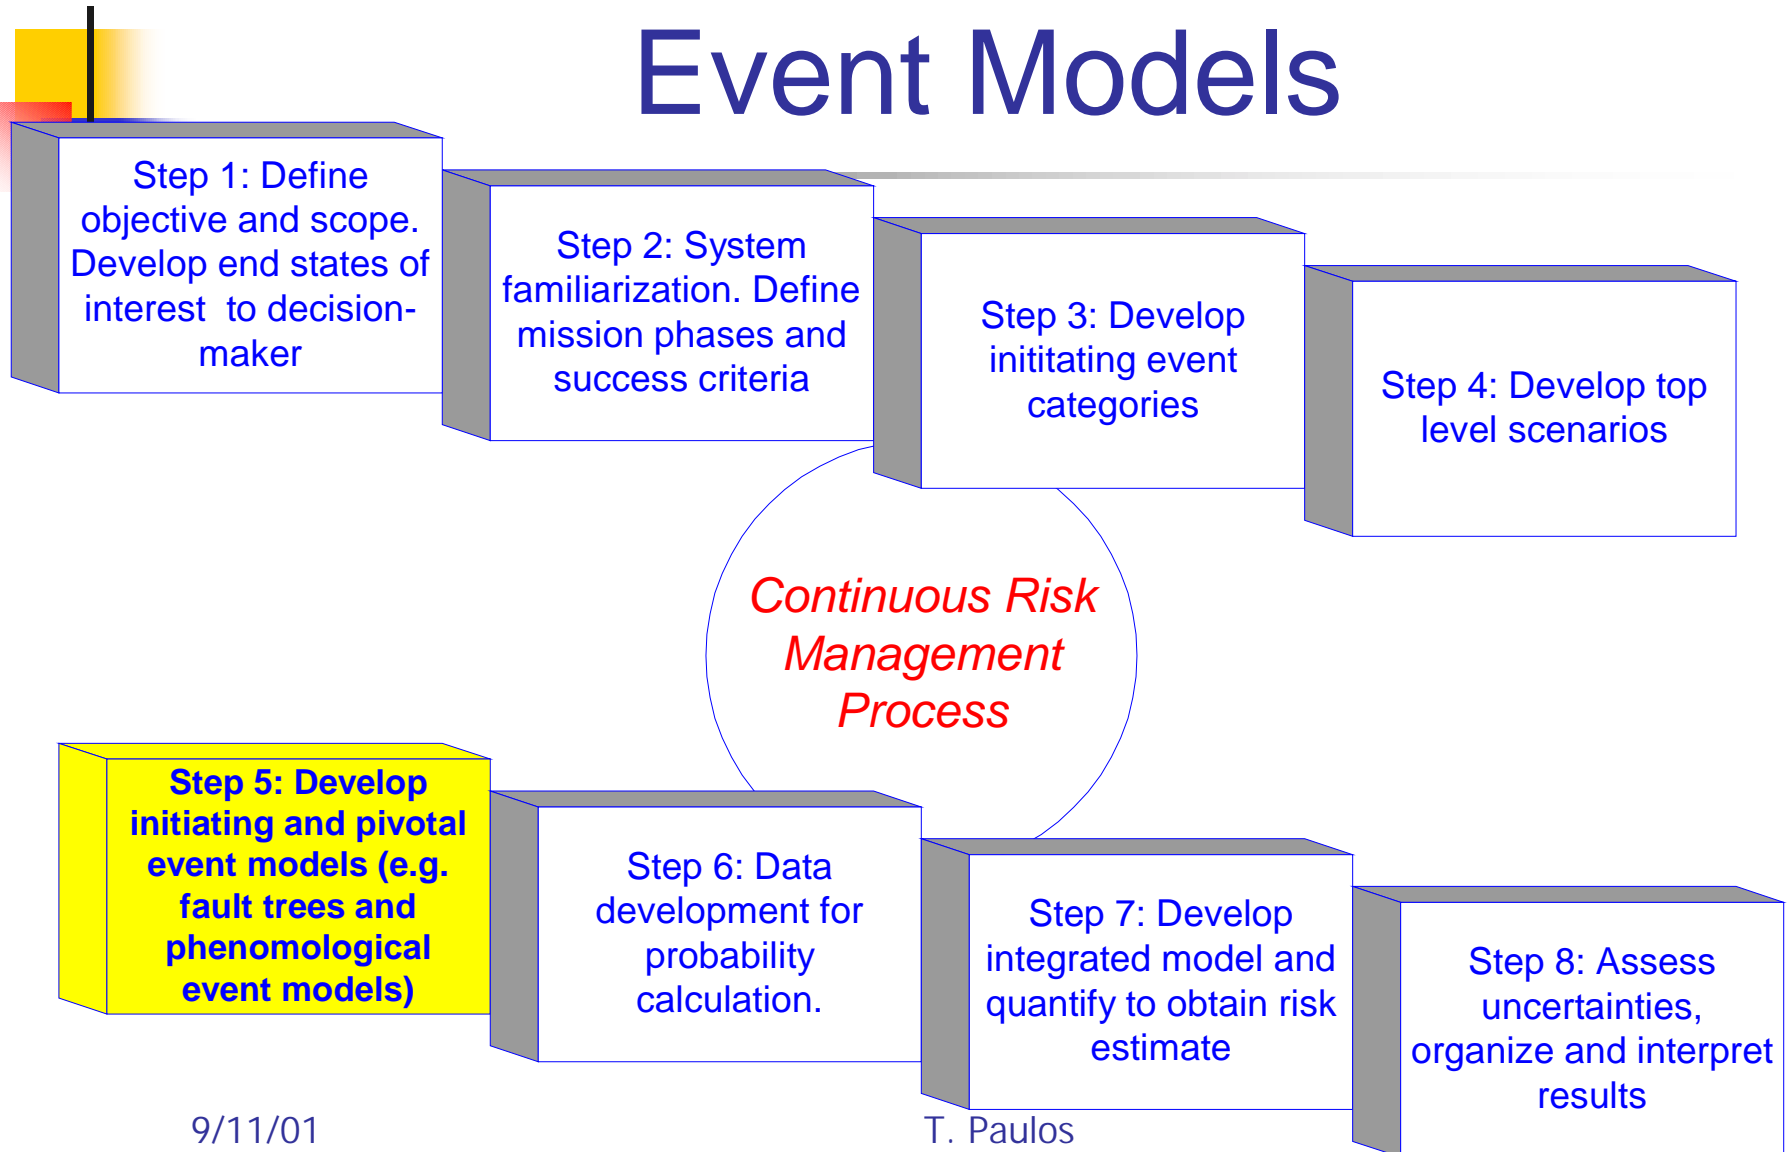 Event Models
Step 1: Define
objective and scope.
Develop end states of
interest to decision-
maker
Step 2: System
familiarization. Define
mission phases and
success criteria
Step 3: Develop
inititating event
categories
Step 4: Develop top
level scenarios
Continuous Risk
Management
Process
Step 5: Develop
initiating and pivotal
event models (e.g.
fault trees and
phenomological
event models)
Step 6: Data
development for
probability
calculation.
Step 7: Develop
integrated model and
quantify to obtain risk
estimate
Step 8: Assess
uncertainties,
organize and interpret
results
9/11/01
T. Paulos